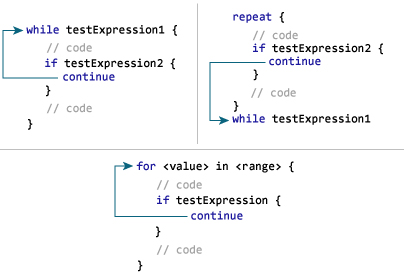 while testExpression1 {
// code
if testExpression2 {
continue
}
// code
}
repeat {
// code
if testExpression2 {
continue
}
// code
}
while testExpression1
for <value> in <range> {
// code
if testExpression {
continue
}
// code
}